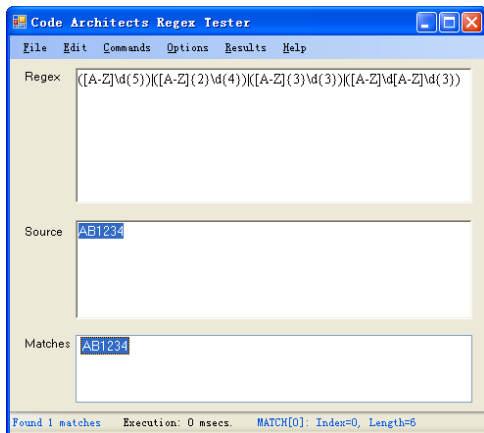 Code Architects Regex Tester
File Edit Commands Options Results Help
Regex
([A-Z]\d{5})|([A-Z]{2}\d{4})|([A-Z]{3}\d{3})|([A-Z]\d[A-Z]\d{3})
Source
AB1234
Matches
AB1234
Found 1 matches Execution: 0 msecs. MATCH[0]: Index=0, Length=6